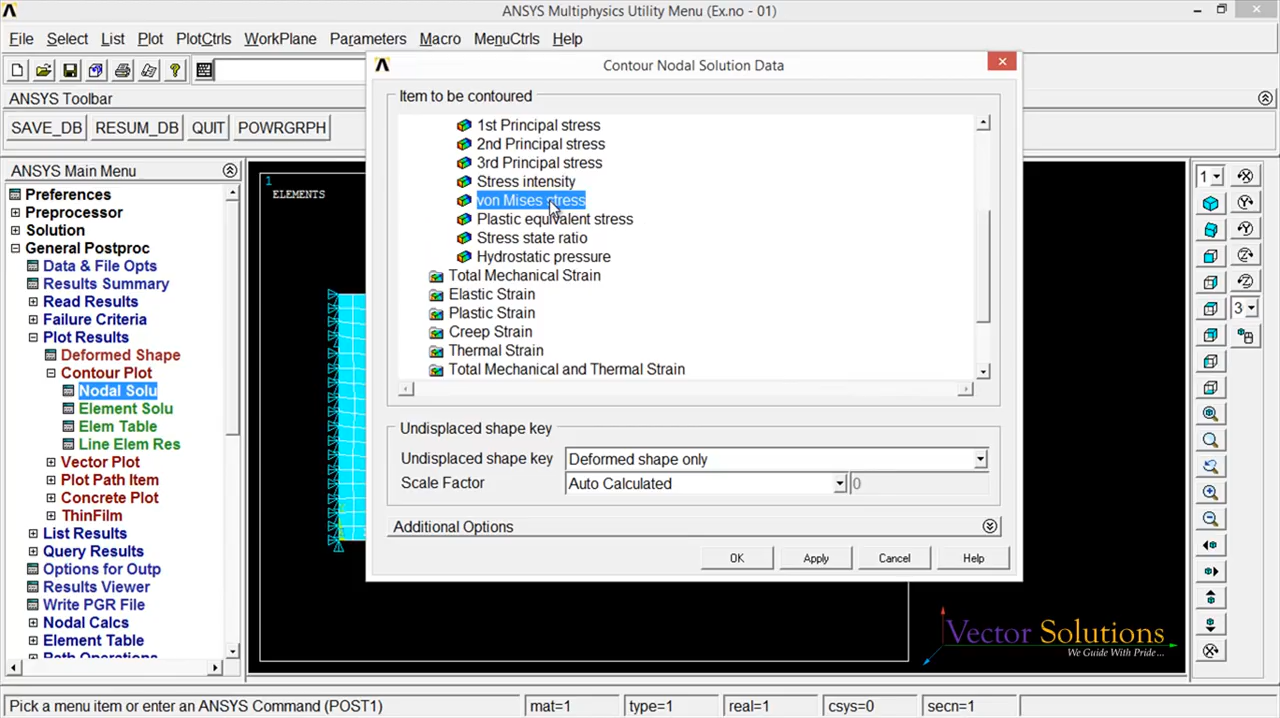 ANSYS Multiphysics Utility Menu (Ex.no - 01)
File Select List Plot PlotCtrls WorkPlane Parameters Macro MenuCtrls Help
ANSYS Toolbar
SAVE_DB RESUM_DB QUIT POWRGRPH
ANSYS Main Menu
Preferences
Preprocessor
Solution
General Postproc
Data & File Opts
Results Summary
Read Results
Failure Criteria
Plot Results
Deformed Shape
Contour Plot
Nodal Solu
Element Solu
Elem Table
Line Elem Res
Vector Plot
Plot Path Item
Concrete Plot
ThinFilm
List Results
Query Results
Options for Outp
Results Viewer
Write PGR File
Nodal Calcs
Element Table
Path Operations
1
ELEMENTS
Contour Nodal Solution Data
Item to be contoured
1st Principal stress
2nd Principal stress
3rd Principal stress
Stress intensity
von Mises stress
Plastic equivalent stress
Stress state ratio
Hydrostatic pressure
Total Mechanical Strain
Elastic Strain
Plastic Strain
Creep Strain
Thermal Strain
Total Mechanical and Thermal Strain
Undisplaced shape key
Undisplaced shape key Deformed shape only
Scale Factor Auto Calculated 0
Additional Options
OK Apply Cancel Help
1
3
Vector Solutions
We Guide With Pride...
Pick a menu item or enter an ANSYS Command (POST1) mat=1 type=1 real=1 csys=0 secn=1